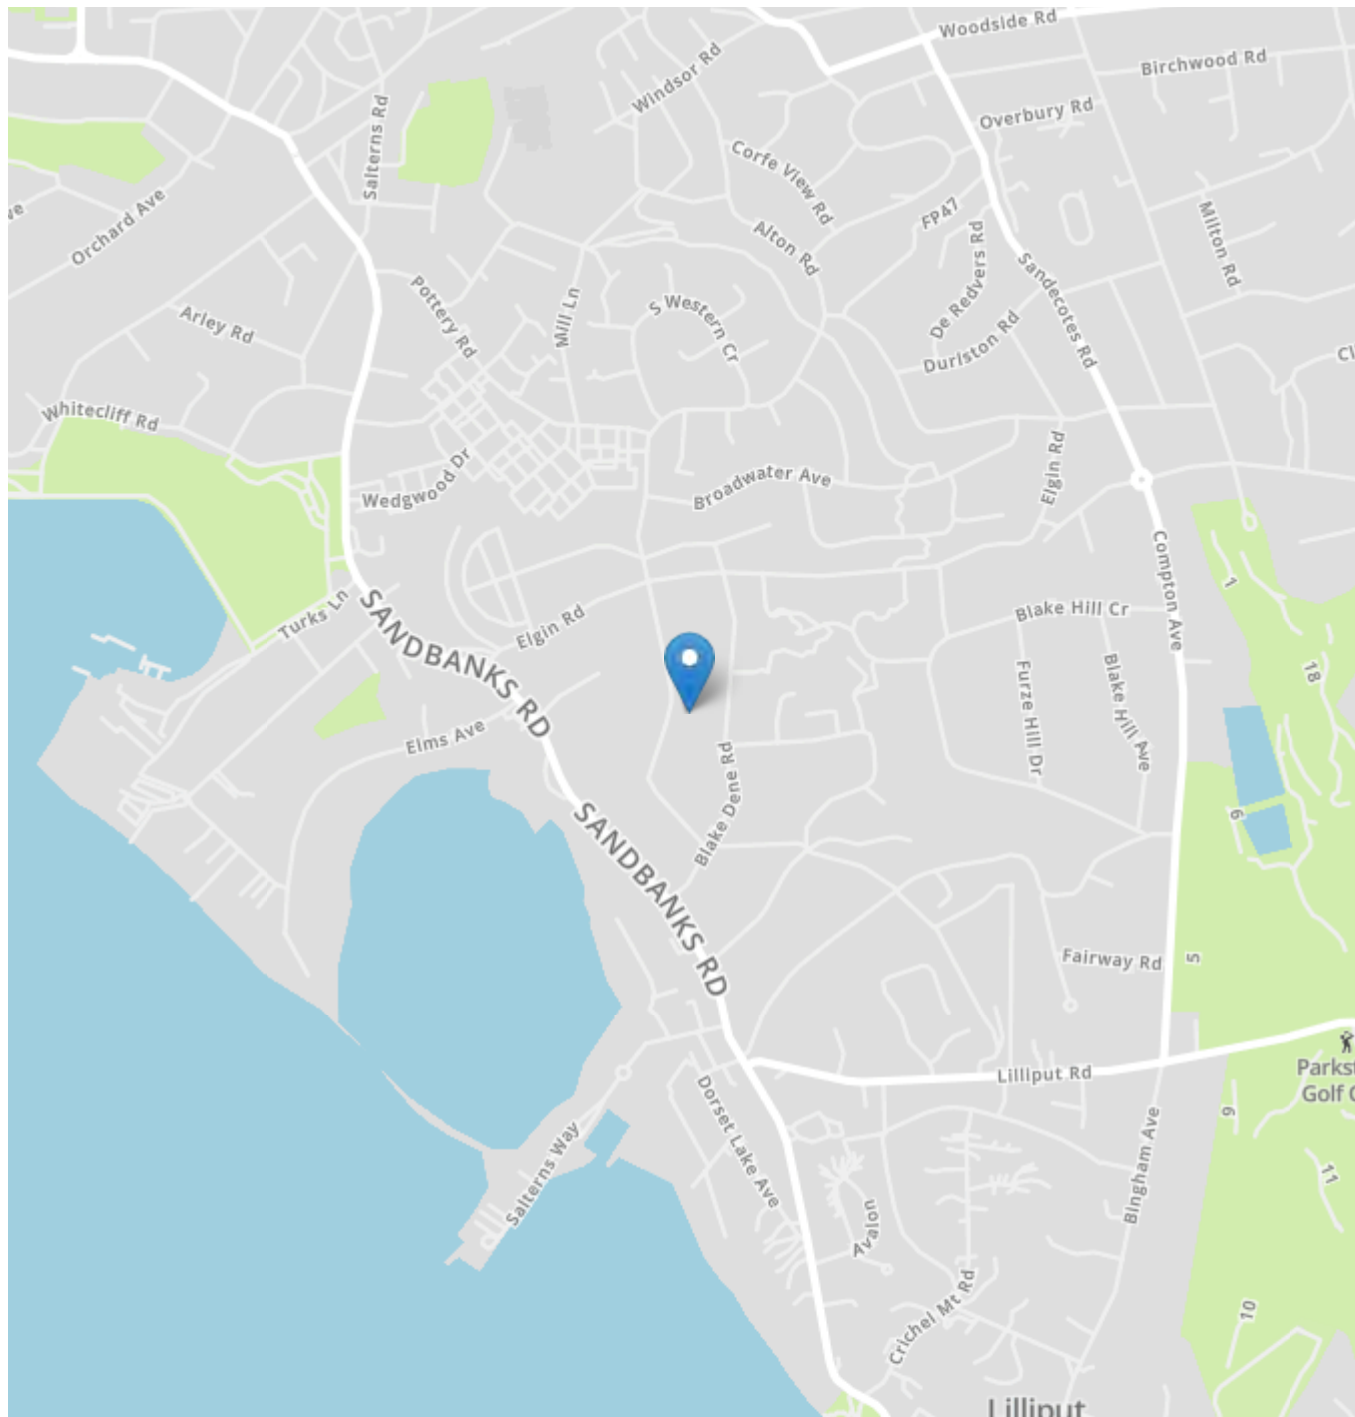 Woodside Rd
Birchwood Rd
Windsor Rd
Overbury Rd
Salterns Rd
Corfe View Rd
FP47
Orchard Ave
Alton Rd
De Redvers Rd
Milton Rd
Sandecotes Rd
Pottery Rd
Mill Ln
S Western Cr
Arley Rd
Durlston Rd
Whitecliff Rd
Elgin Rd
Wedgwood Dr
Broadwater Ave
Compton Ave
1
Turks Ln
SANDBANKS RD
Elgin Rd
Blake Hill Cr
18
Furze Hill Dr
Blake Hill Ave
Elms Ave
Blake Dene Rd
6
SANDBANKS RD
Fairway Rd
5
Parkst
Golf C
Lilliput Rd
Dorset Lake Ave
9
Salterns Way
Bingham Ave
11
Avalon
Crichel Mt Rd
10
Lilliput